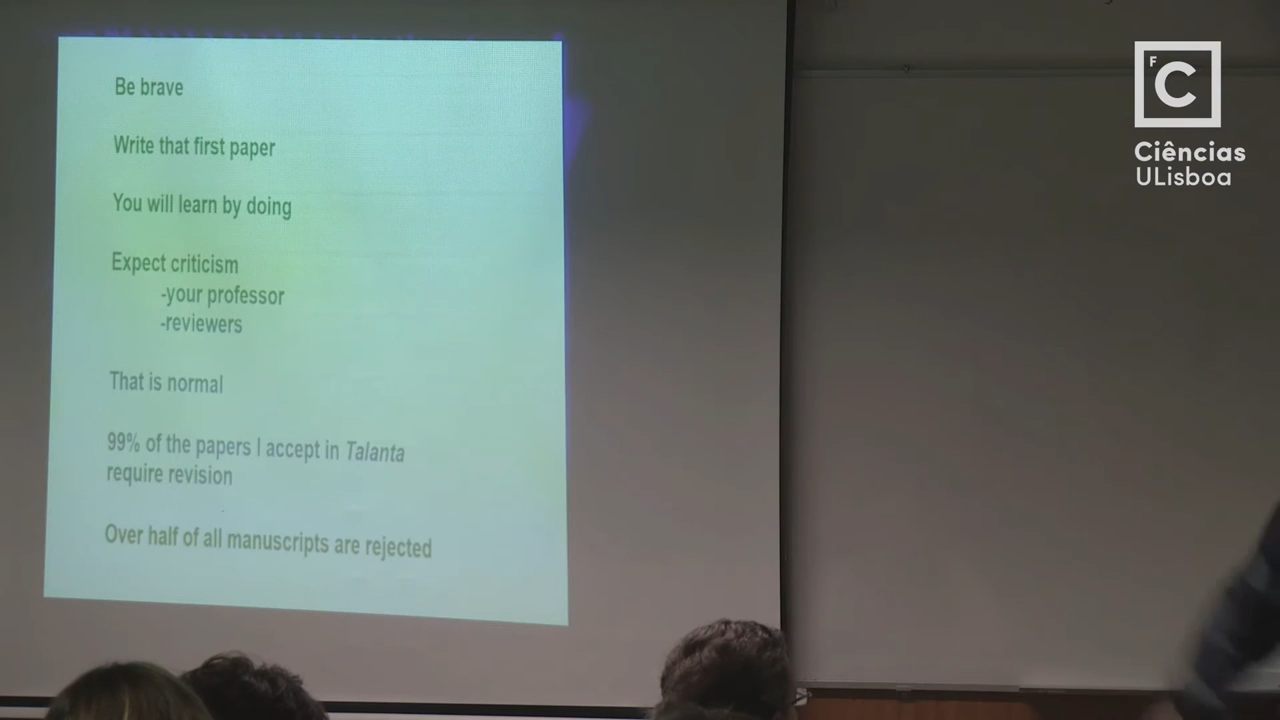 Be brave
Write that first paper
You will learn by doing
Expect criticism
-your professor
-reviewers
That is normal
99% of the papers I accept in Talanta
require revision
Over half of all manuscripts are rejected
F
C
Ciências
ULisboa